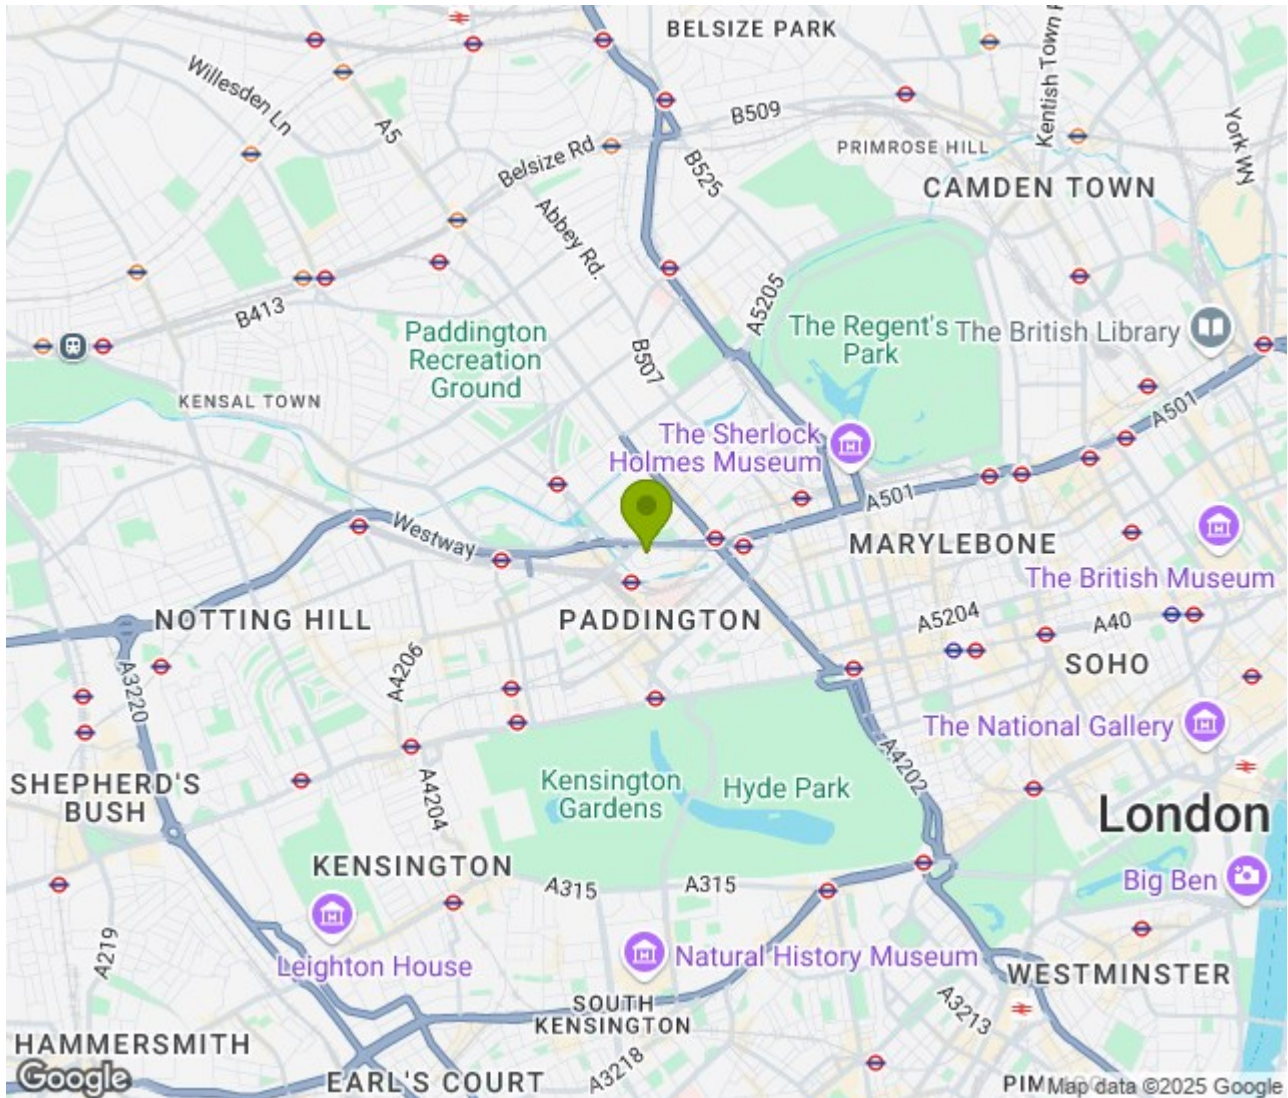 BELSIZE PARK
Willesden Ln
A5
B509
Kentish Town
York Wy
Belsize Rd
B525
PRIMROSE HILL
CAMDEN TOWN
Abbey Rd.
B413
A5205
Paddington
Recreation
Ground
B507
The Regent's
Park
The British Library
KENSAL TOWN
A501
The Sherlock
Holmes Museum
A501
Westway
MARYLEBONE
The British Museum
NOTTING HILL
PADDINGTON
A5204
A40
A3220
A4206
SOHO
The National Gallery
A4202
SHEPHERD'S
BUSH
A4204
Kensington
Gardens
Hyde Park
London
KENSINGTON
A315
A315
Big Ben
A219
Leighton House
Natural History Museum
WESTMINSTER
SOUTH
KENSINGTON
A3213
HAMMERSMITH
EARL'S COURT
A3218
Google
Map data ©2025 Google